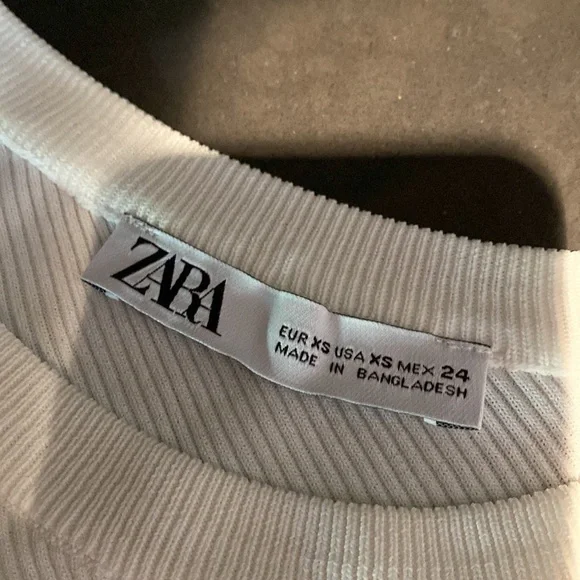 ZARA
EUR XS USA XS MEX 24
MADE IN BANGLADESH